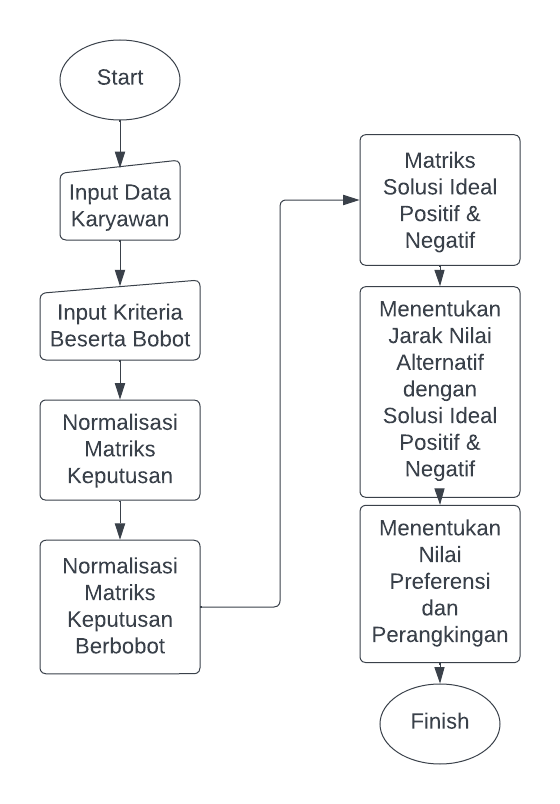 Start
Input Data
Karyawan
Input Kriteria
Beserta Bobot
Normalisasi
Matriks
Keputusan
Normalisasi
Matriks
Keputusan
Berbobot
Matriks
Solusi Ideal
Positif &
Negatif
Menentukan
Jarak Nilai
Alternatif
dengan
Solusi Ideal
Positif &
Negatif
Menentukan
Nilai
Preferensi
dan
Perangkingan
Finish